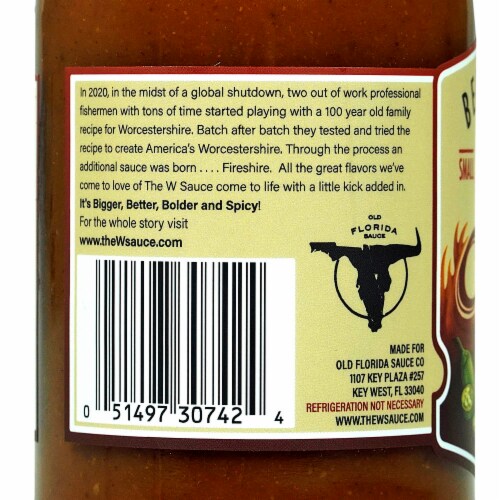 In 2020, in the midst of a global shutdown, two out of work professional
fishermen with tons of time started playing with a 100 year old family
recipe for Worcestershire. Batch after batch they tested and tried the
recipe to create America's Worcestershire. Through the process an
additional sauce was born . . . . Fireshire. All the great flavors we've
come to love of The W Sauce come to life with a little kick added in.
It's Bigger, Better, Bolder and Spicy!
For the whole story visit
www.theWsauce.com
OLD
FLORIDA
SAUCE
MADE FOR
OLD FLORIDA SAUCE CO
1107 KEY PLAZA #257
KEY WEST, FL 33040
REFRIGERATION NOT NECESSARY
WWW.THEWSAUCE.COM
0 51497 30742 4
SMALL